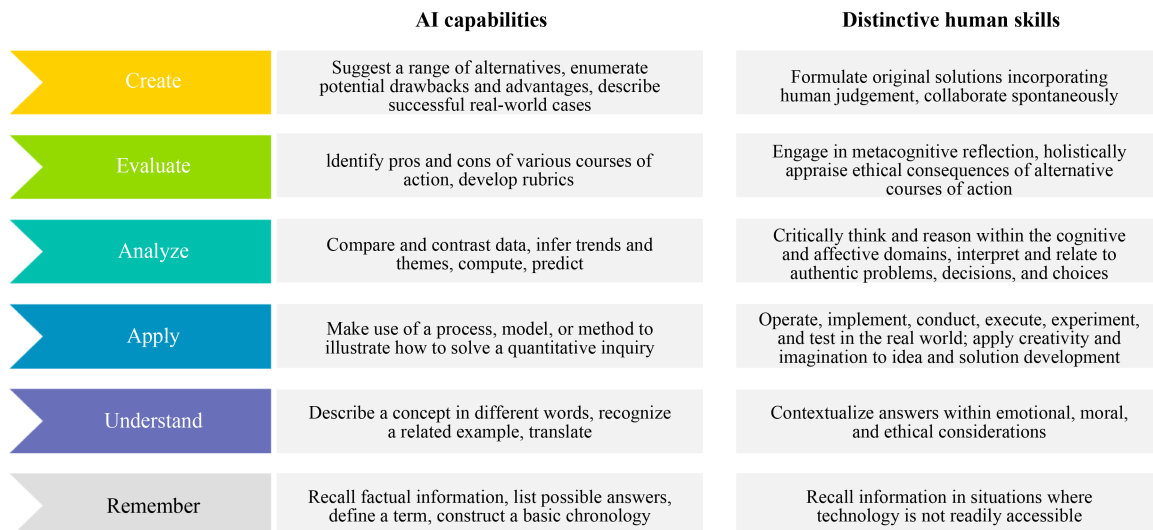 AI capabilities
Distinctive human skills
Create
Suggest a range of alternatives, enumerate
potential drawbacks and advantages, describe
successful real-world cases
Formulate original solutions incorporating
human judgement, collaborate spontaneously
Evaluate
Identify pros and cons of various courses of
action, develop rubrics
Engage in metacognitive reflection, holistically
appraise ethical consequences of alternative
courses of action
Analyze
Compare and contrast data, infer trends and
themes, compute, predict
Critically think and reason within the cognitive
and affective domains, interpret and relate to
authentic problems, decisions, and choices
Apply
Make use of a process, model, or method to
illustrate how to solve a quantitative inquiry
Operate, implement, conduct, execute, experiment,
and test in the real world; apply creativity and
imagination to idea and solution development
Understand
Describe a concept in different words, recognize
a related example, translate
Contextualize answers within emotional, moral,
and ethical considerations
Remember
Recall factual information, list possible answers,
define a term, construct a basic chronology
Recall information in situations where
technology is not readily accessible